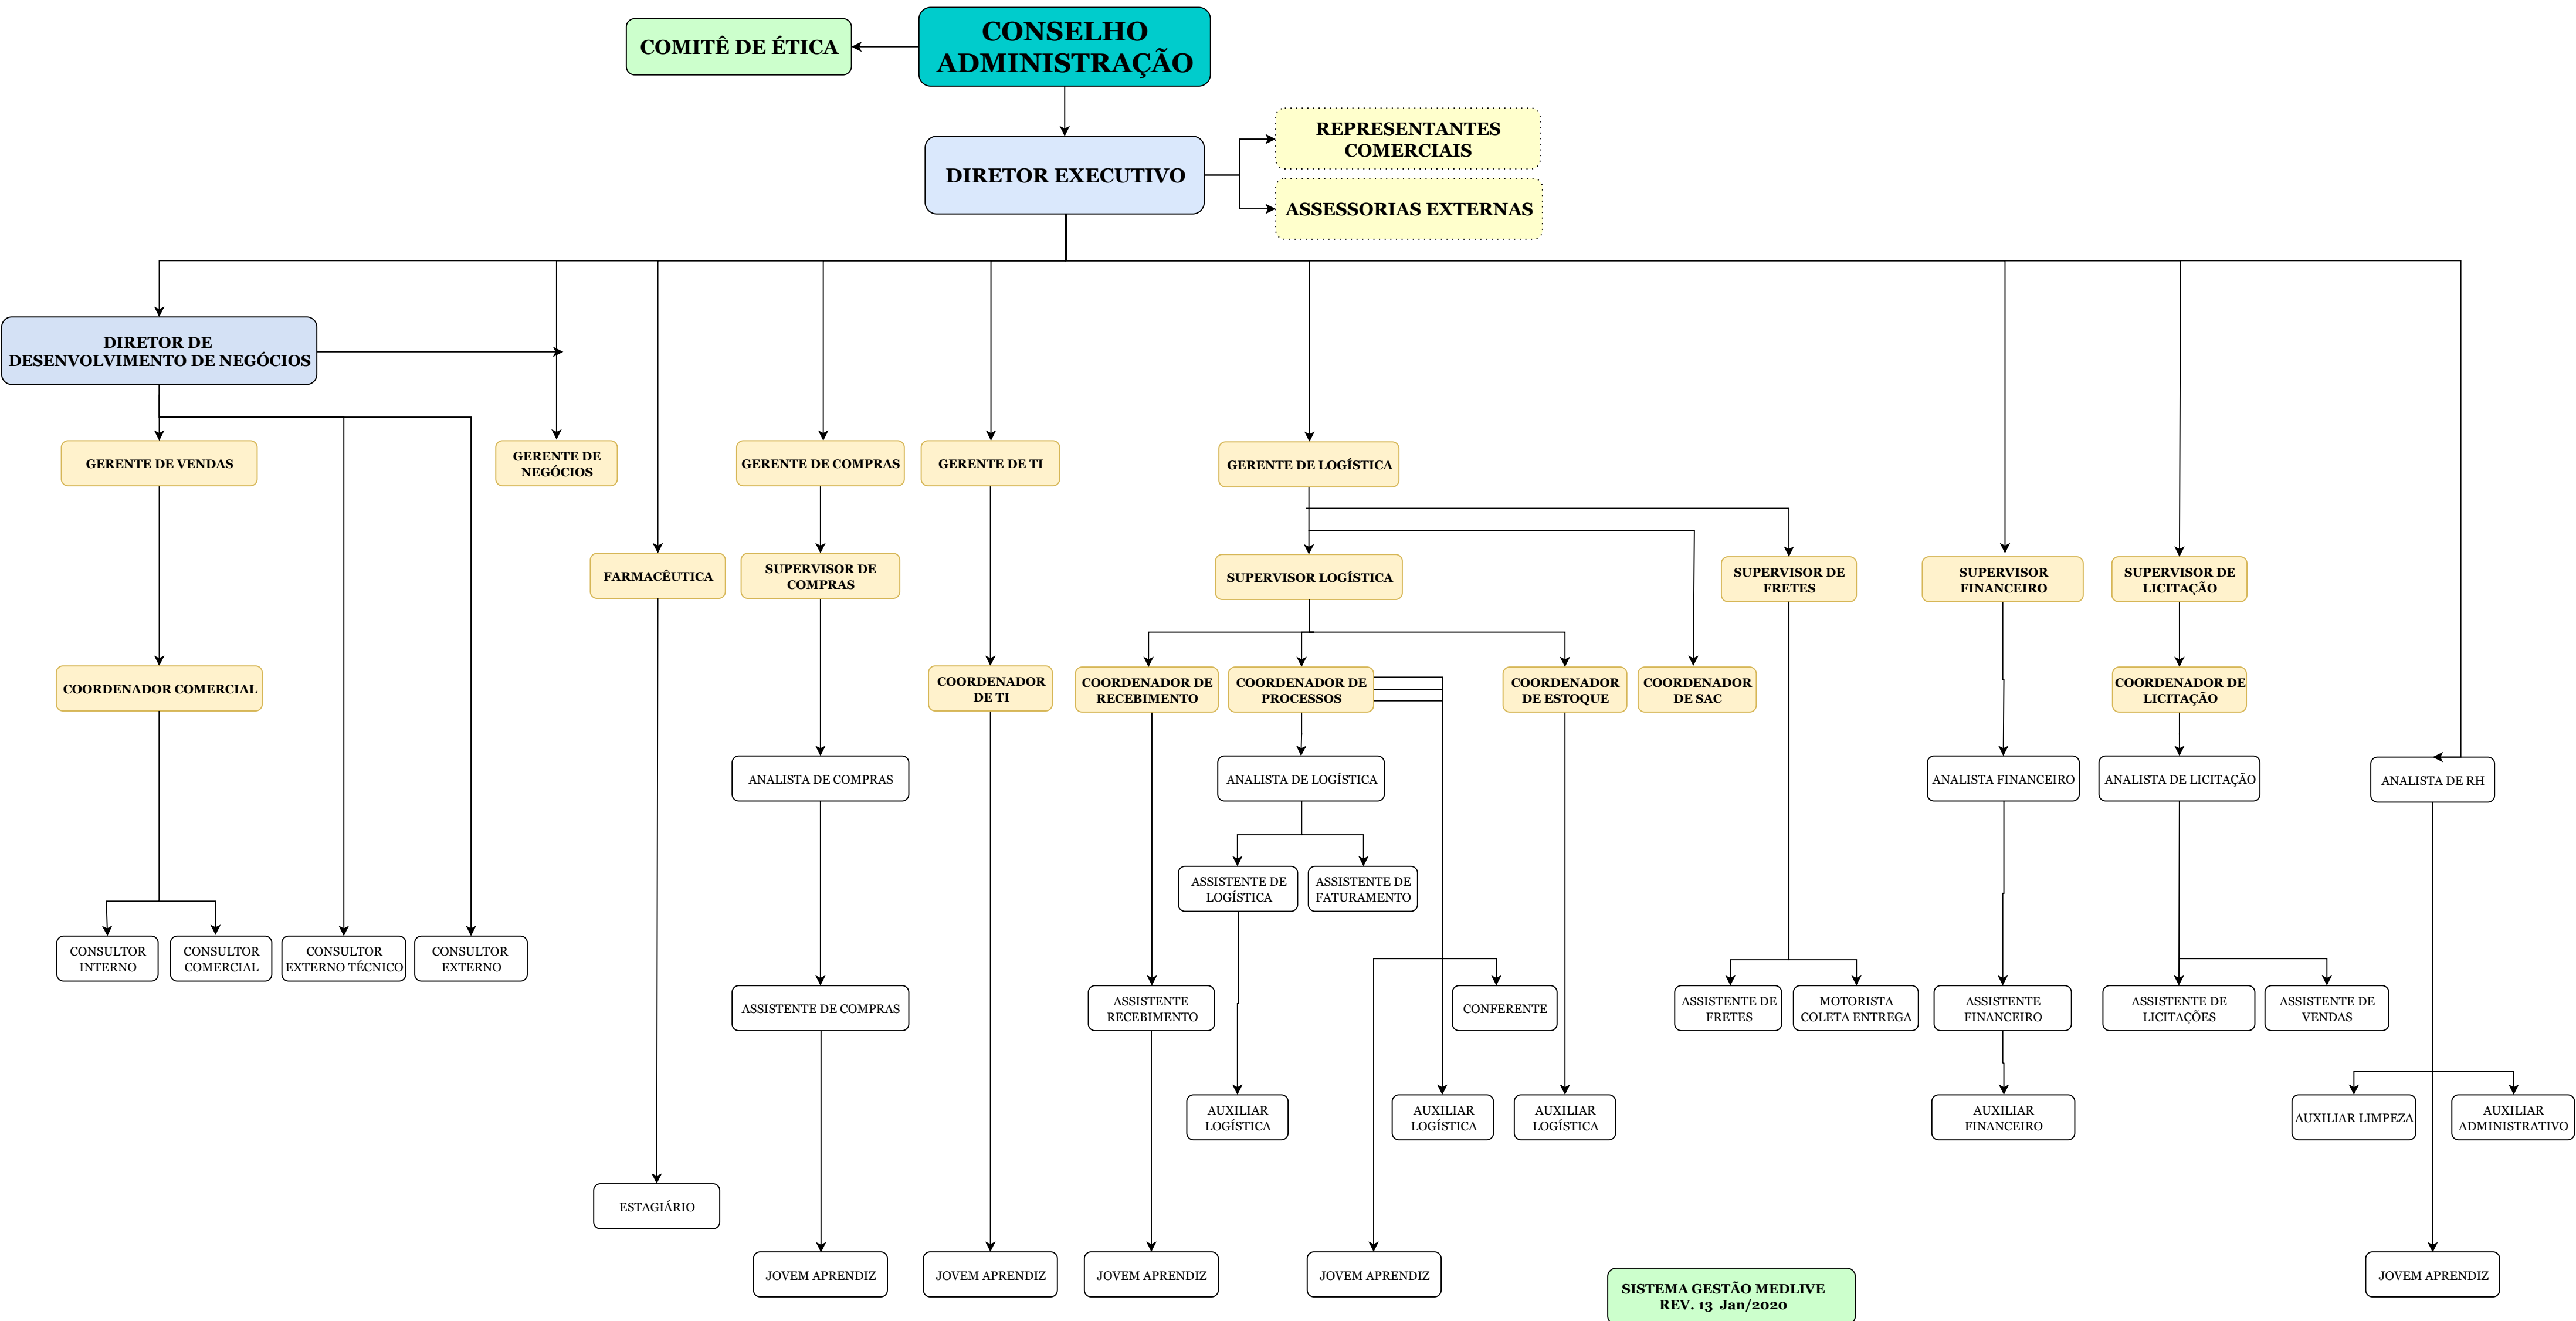 COMITÊ DE ÉTICA
CONSELHO
ADMINISTRAÇÃO
REPRESENTANTES
COMERCIAIS
DIRETOR EXECUTIVO
ASSESSORIAS EXTERNAS
DIRETOR DE
DESENVOLVIMENTO DE NEGÓCIOS
GERENTE DE VENDAS
GERENTE DE
NEGÓCIOS
GERENTE DE COMPRAS
GERENTE DE TI
GERENTE DE LOGÍSTICA
FARMACÊUTICA
SUPERVISOR DE
COMPRAS
SUPERVISOR LOGÍSTICA
SUPERVISOR DE
FRETES
SUPERVISOR
FINANCEIRO
SUPERVISOR DE
LICITAÇÃO
COORDENADOR COMERCIAL
COORDENADOR
DE TI
COORDENADOR DE
RECEBIMENTO
COORDENADOR DE
PROCESSOS
COORDENADOR
DE ESTOQUE
COORDENADOR
DE SAC
COORDENADOR DE
LICITAÇÃO
ANALISTA DE COMPRAS
ANALISTA DE LOGÍSTICA
ANALISTA FINANCEIRO
ANALISTA DE LICITAÇÃO
ANALISTA DE RH
ASSISTENTE DE
LOGÍSTICA
ASSISTENTE DE
FATURAMENTO
CONSULTOR
INTERNO
CONSULTOR
COMERCIAL
CONSULTOR
EXTERNO TÉCNICO
CONSULTOR
EXTERNO
ASSISTENTE DE COMPRAS
ASSISTENTE
RECEBIMENTO
CONFERENTE
ASSISTENTE DE
FRETES
MOTORISTA
COLETA ENTREGA
ASSISTENTE
FINANCEIRO
ASSISTENTE DE
LICITAÇÕES
ASSISTENTE DE
VENDAS
AUXILIAR
LOGÍSTICA
AUXILIAR
LOGÍSTICA
AUXILIAR
LOGÍSTICA
AUXILIAR
FINANCEIRO
AUXILIAR LIMPEZA
AUXILIAR
ADMINISTRATIVO
ESTAGIÁRIO
JOVEM APRENDIZ
JOVEM APRENDIZ
JOVEM APRENDIZ
JOVEM APRENDIZ
JOVEM APRENDIZ
SISTEMA GESTÃO MEDLIVE
REV. 13 Jan/2020